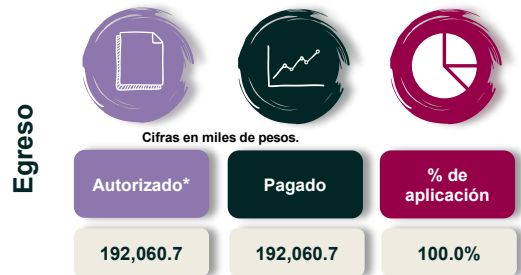 Egreso
Cifras en miles de pesos.
Autorizado*
Pagado
% de
aplicación
192,060.7
192,060.7
100.0%